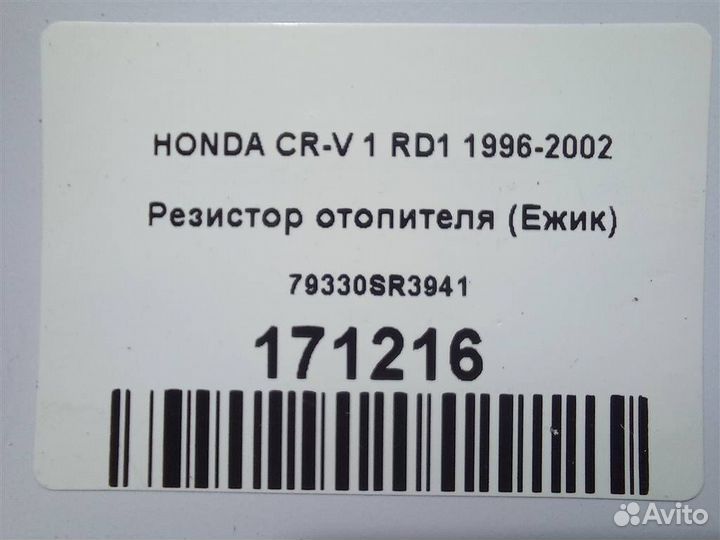 HONDA CR-V 1 RD1 1996-2002
Резистор отопителя (Ежик)
79330SR3941
171216
Avito